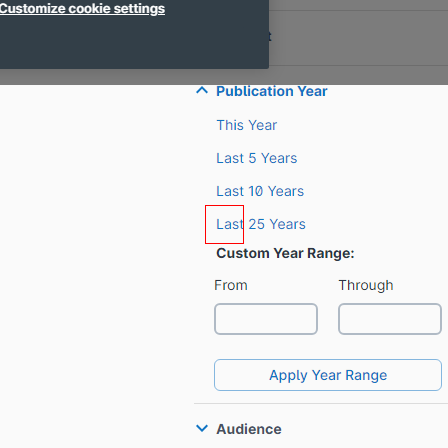 Customize cookie settings
Publication Year
This Year
Last 5 Years
Last 10 Years
Last 25 Years
Custom Year Range:
From
Through
Apply Year Range
Audience